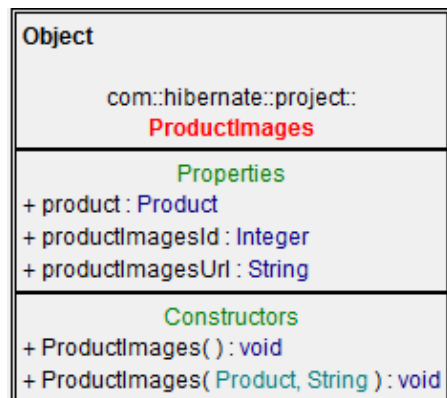 Object
com::hibernate::project::
ProductImages
Properties
+ product : Product
+ productImagesId : Integer
+ productImagesUrl : String
Constructors
+ ProductImages( ) : void
+ ProductImages( Product, String ) : void